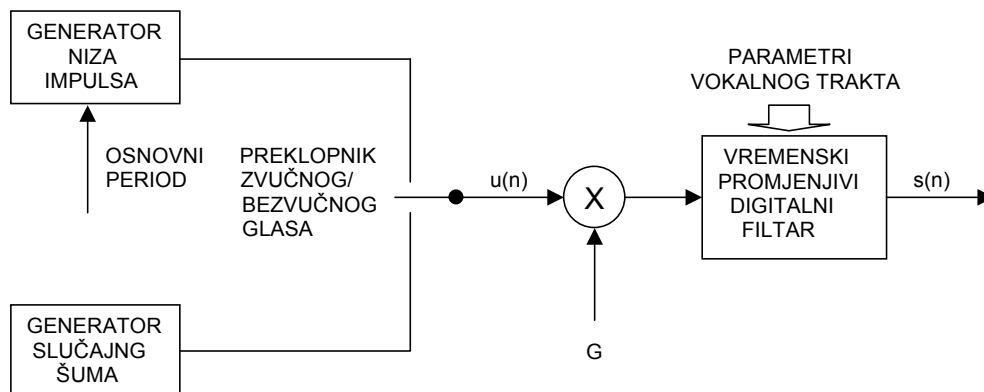 GENERATOR
NIZA
IMPULSA
OSNOVNI
PERIOD
PREKLOPNIK
ZVUČNOG/
BEZVUČNOG
GLASA
GENERATOR
SLUČAJNG
ŠUMA
u(n)
X
G
PARAMETRI
VOKALNOG TRAKTA
VREMENSKI
PROMJENJIVI
DIGITALNI
FILTAR
s(n)